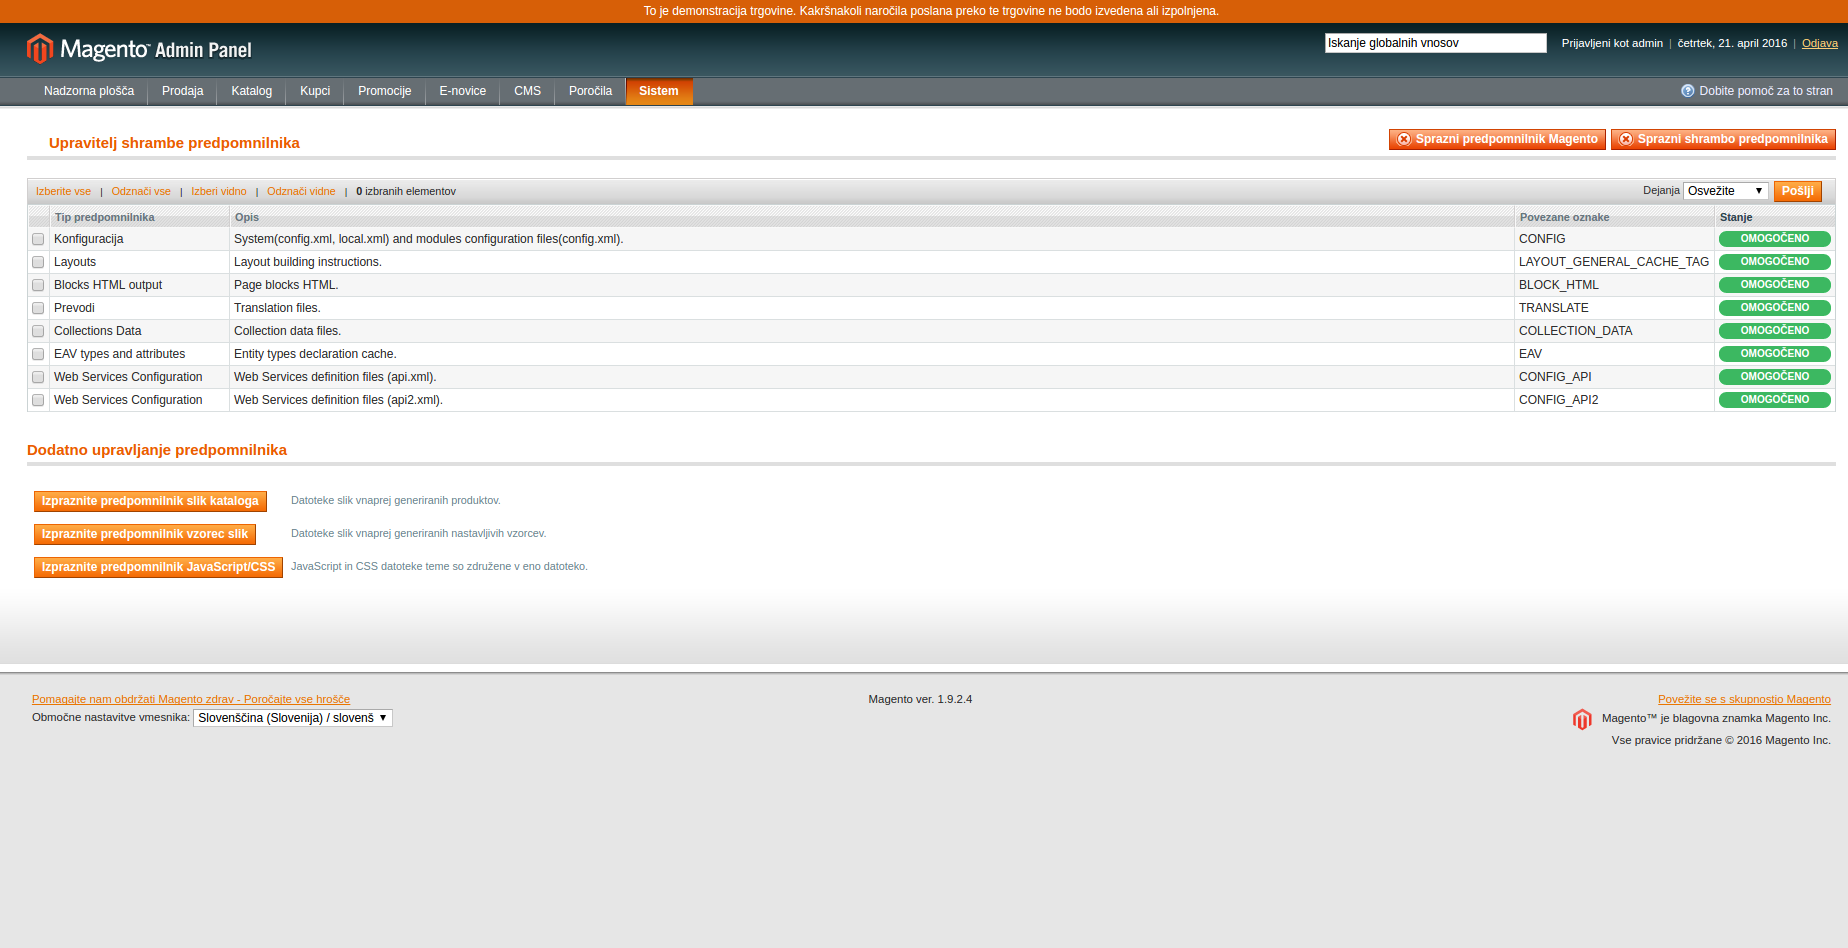 To je demonstracija trgovine. Kakršnakoli naročila poslana preko te trgovine ne bodo izvedena ali izpolnjena.
Magento™ Admin Panel
Iskanje globalnih vnosov
Prijavljeni kot admin | četrtek, 21. april 2016 | Odjava
Nadzorna plošča Prodaja Katalog Kupci Promocije E-novice CMS Poročila Sistem
Dobite pomoč za to stran
Upravitelj shrambe predpomnilnika
Sprazni predpomnilnik Magento
Sprazni shrambo predpomnilnika
Izberite vse | Odznači vse | Izberi vidno | Odznači vidne | 0 izbranih elementov
Dejanja Osvežite Pošlji
Tip predpomnilnika Opis Povezane oznake Stanje
Konfiguracija System(config.xml, local.xml) and modules configuration files(config.xml). CONFIG OMOGOČENO
Layouts Layout building instructions. LAYOUT_GENERAL_CACHE_TAG OMOGOČENO
Blocks HTML output Page blocks HTML. BLOCK_HTML OMOGOČENO
Prevodi Translation files. TRANSLATE OMOGOČENO
Collections Data Collection data files. COLLECTION_DATA OMOGOČENO
EAV types and attributes Entity types declaration cache. EAV OMOGOČENO
Web Services Configuration Web Services definition files (api.xml). CONFIG_API OMOGOČENO
Web Services Configuration Web Services definition files (api2.xml). CONFIG_API2 OMOGOČENO
Dodatno upravljanje predpomnilnika
Izpraznite predpomnilnik slik kataloga Datoteke slik vnaprej generiranih produktov.
Izpraznite predpomnilnik vzorec slik Datoteke slik vnaprej generiranih nastavljivih vzorcev.
Izpraznite predpomnilnik JavaScript/CSS JavaScript in CSS datoteke teme so združene v eno datoteko.
Pomagajte nam obdržati Magento zdrav - Poročajte vse hrošče
Območne nastavitve vmesnika: Slovenščina (Slovenija) / slovenš
Magento ver. 1.9.2.4
Povežite se s skupnostjo Magento
Magento™ je blagovna znamka Magento Inc.
Vse pravice pridržane © 2016 Magento Inc.